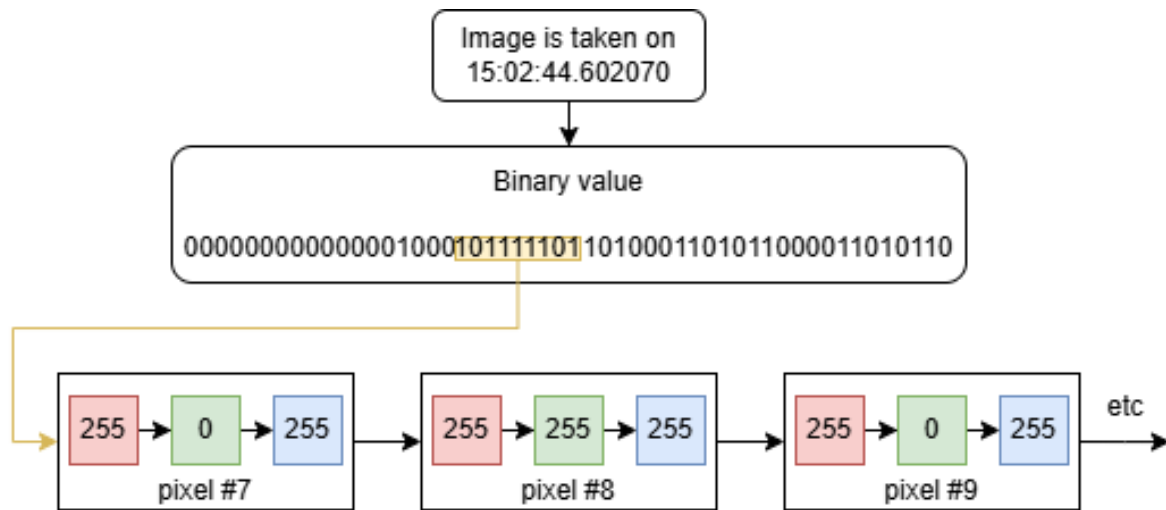 Image is taken on
15:02:44.602070
Binary value
0000000000000010001011111011010001101011000011010110
255 0 255 255 255 255 255 0 255 etc
pixel #7 pixel #8 pixel #9